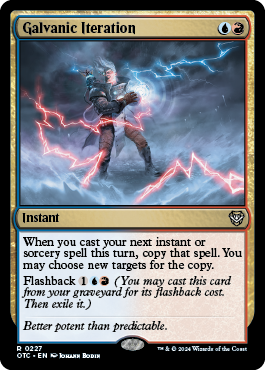 Galvanic Iteration
Instant
When you cast your next instant or
sorcery spell this turn, copy that spell. You
may choose new targets for the copy.
Flashback 1 (You may cast this card
from your graveyard for its flashback cost.
Then exile it.)
Better potent than predictable.
R 0227
OTC • EN Johann Bodin
™ & © 2024 Wizards of the Coast